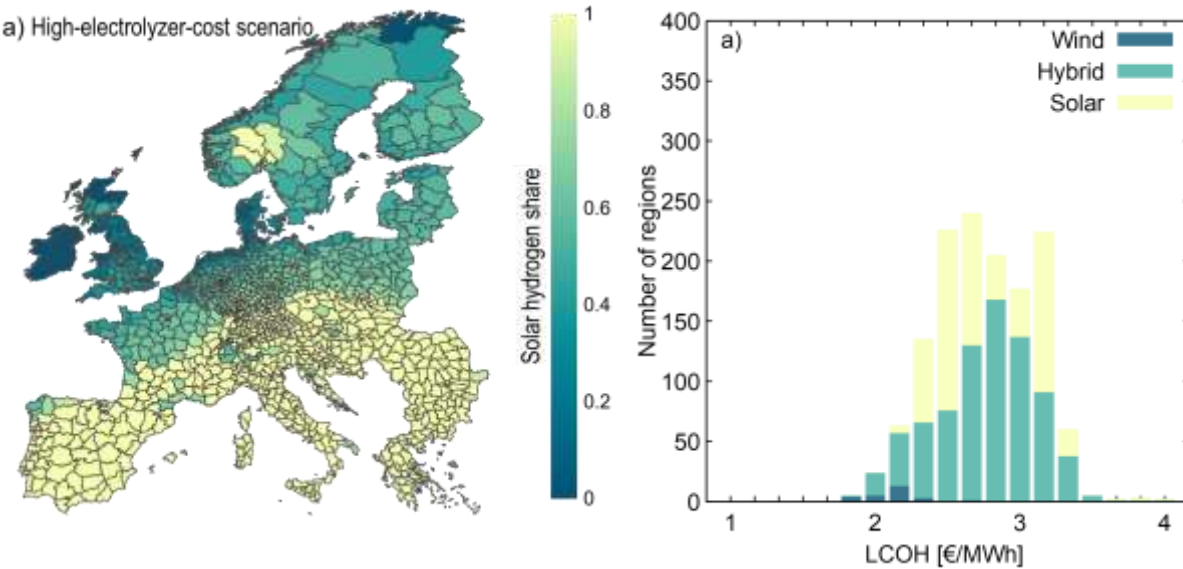 a) High-electrolyzer-cost scenario
1
0.8
0.6
0.4
0.2
0
Solar hydrogen share
a)
Wind
Hybrid
Solar
400
350
300
250
200
150
100
50
0
Number of regions
1 2 3 4
LCOH [€/MWh]